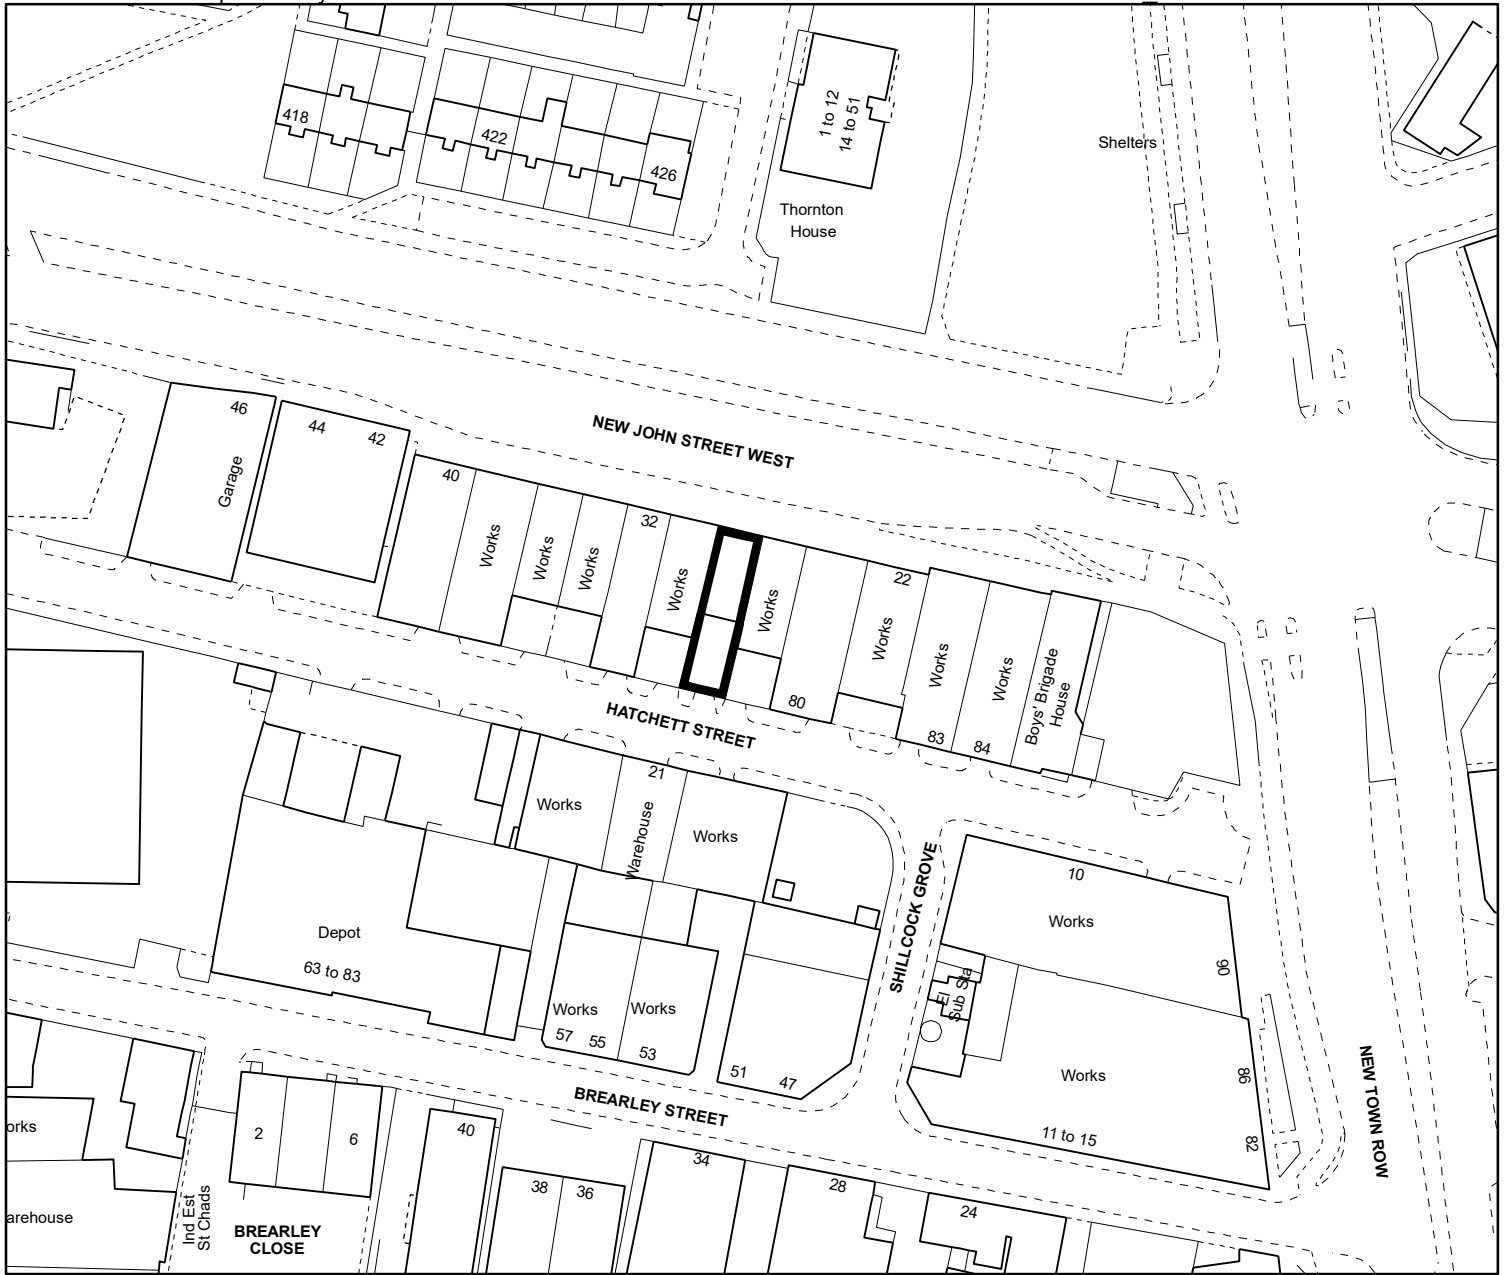 418
422
426
1 to 12
14 to 51
Thornton
House
Shelters
NEW JOHN STREET WEST
46
Garage
44
42
40
Works
Works
Works
32
Works
Works
22
Works
Works
Works
Boys' Brigade
House
80
83
84
HATCHETT STREET
21
Works
Warehouse
Works
SHILLCOCK GROVE
10
Works
90
El
Sub Sta
Depot
63 to 83
Works
Works
57
55
53
51
47
Works
86
82
11 to 15
NEW TOWN ROW
BREARLEY STREET
orks
2
6
40
38
36
34
28
24
arehouse
Ind Est
St Chads
BREARLEY
CLOSE